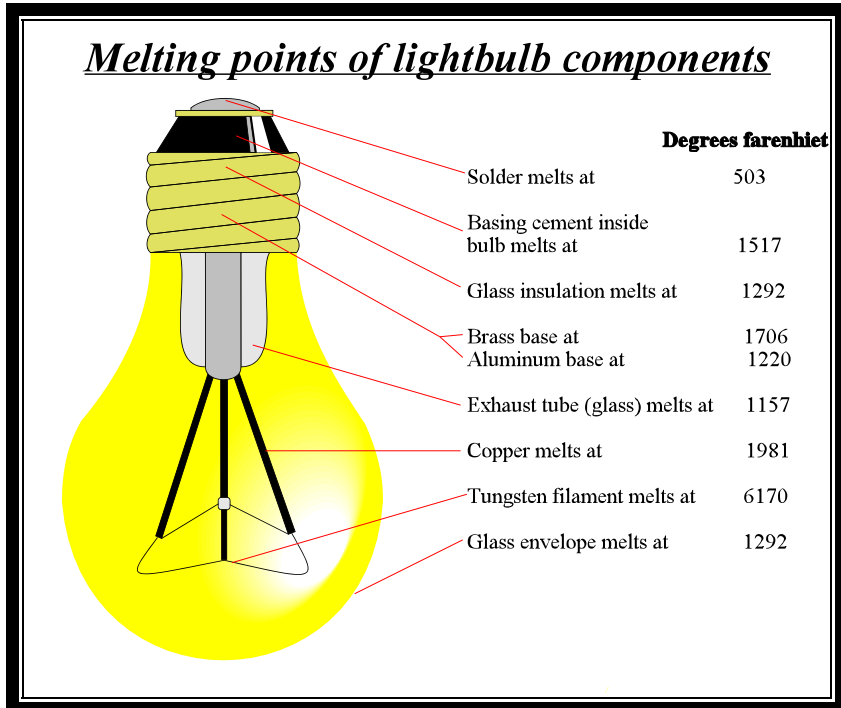 Melting points of lightbulb components
Degrees farenhiet
Solder melts at 503
Basing cement inside
bulb melts at 1517
Glass insulation melts at 1292
Brass base at 1706
Aluminum base at 1220
Exhaust tube (glass) melts at 1157
Copper melts at 1981
Tungsten filament melts at 6170
Glass envelope melts at 1292